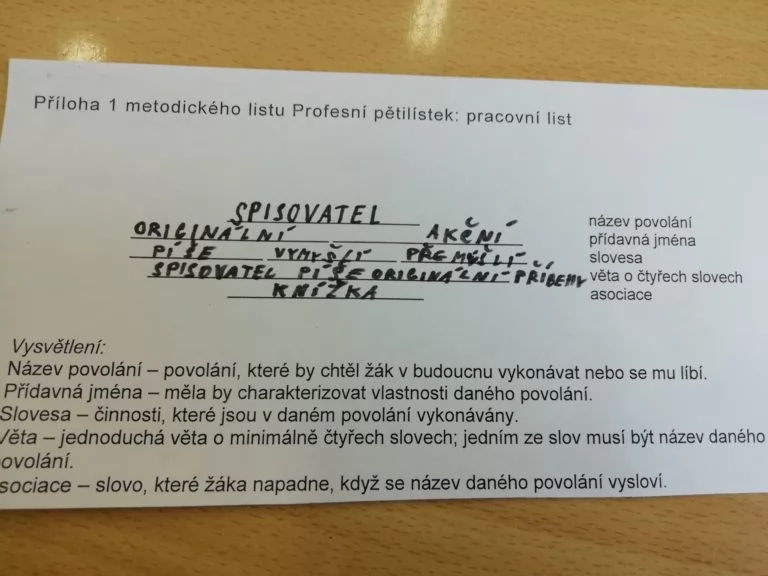 Příloha 1 metodického listu Profesní pětilístek: pracovní list
SPISOVATEL název povolání
ORIGINÁLNÍ AKČNÍ přídavná jména
PÍŠE VYMÝŠLÍ PŘEMÝŠLÍ slovesa
SPISOVATEL PÍŠE ORIGINÁLNÍ PŘÍBĚHY věta o čtyřech slovech
KNÍŽKA asociace
Vysvětlení:
Název povolání – povolání, které by chtěl žák v budoucnu vykonávat nebo se mu líbí.
Přídavná jména – měla by charakterizovat vlastnosti daného povolání.
Slovesa – činnosti, které jsou v daném povolání vykonávány.
Věta – jednoduchá věta o minimálně čtyřech slovech; jedním ze slov musí být název daného
ovolání.
sociace – slovo, které žáka napadne, když se název daného povolání vysloví.